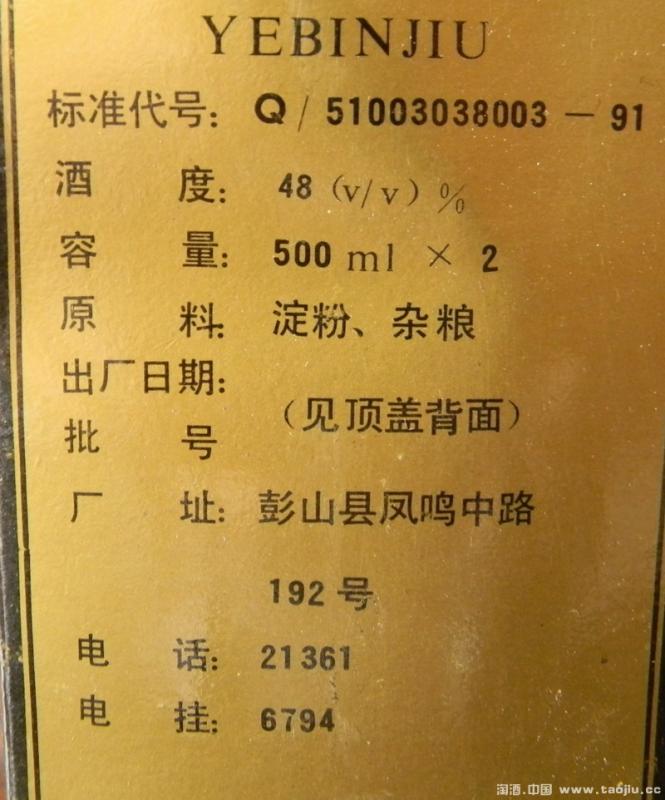 YEBINJIU
标准代号: Q/51003038003-91
酒 度: 48 (v/v) %
容 量: 500 ml × 2
原 料: 淀粉、杂粮
出厂日期:
(见顶盖背面)
批 号
厂 址: 彭山县凤鸣中路
192号
电 话: 21361
电 挂: 6794
淘酒.中国 www.taojiu.cc